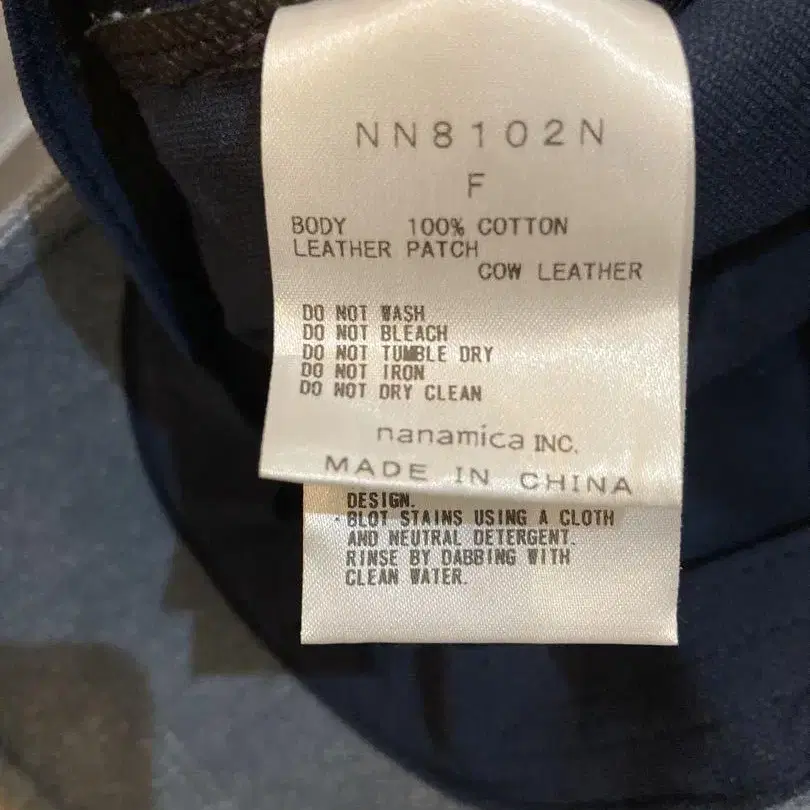 NN8102N
F
BODY 100% COTTON
LEATHER PATCH
COW LEATHER
DO NOT WASH
DO NOT BLEACH
DO NOT TUMBLE DRY
DO NOT IRON
DO NOT DRY CLEAN
nanamica INC.
MADE IN CHINA
DESIGN.
・BLOT STAINS USING A CLOTH
AND NEUTRAL DETERGENT.
RINSE BY DABBING WITH
CLEAN WATER.